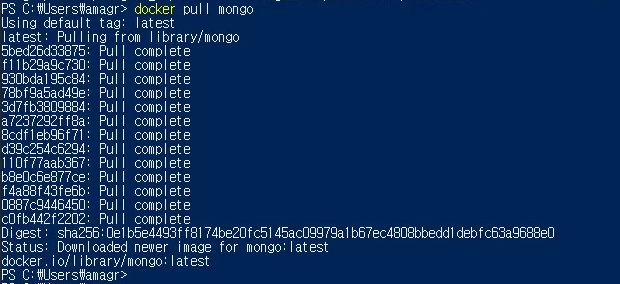 PS C:₩Users₩amagr> docker pull mongo
Using default tag: latest
latest: Pulling from library/mongo
5bed26d33875: Pull complete
f11b29a9c730: Pull complete
930bda195c84: Pull complete
78bf9a5ad49e: Pull complete
3d7fb3809884: Pull complete
a7237292ff8a: Pull complete
8cdf1eb96f71: Pull complete
d39c254c6294: Pull complete
110f77aab367: Pull complete
b8e0c6e877ce: Pull complete
f4a88f43fe6b: Pull complete
0887c9446450: Pull complete
c0fb442f2202: Pull complete
Digest: sha256:0e1b5e4493ff8174be20fc5145ac09979a1b67ec4808bbedd1debfc63a9688e0
Status: Downloaded newer image for mongo:latest
docker.io/library/mongo:latest
PS C:₩Users₩amagr>